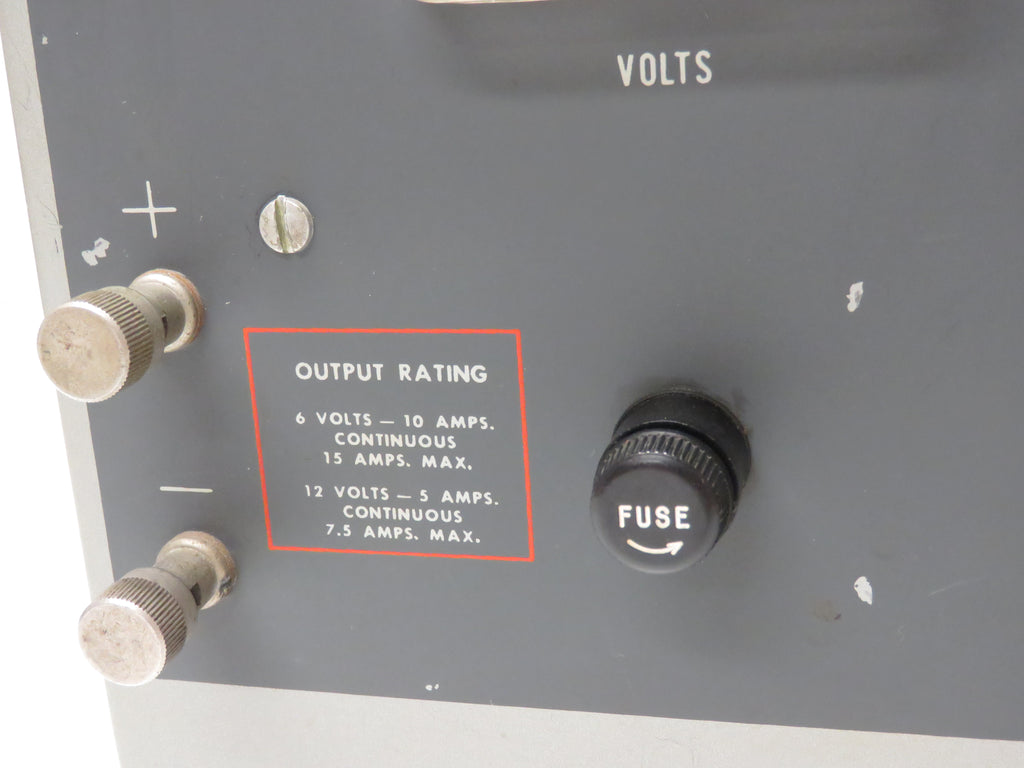 VOLTS
+
OUTPUT RATING
6 VOLTS — 10 AMPS.
CONTINUOUS
15 AMPS. MAX.
12 VOLTS — 5 AMPS.
CONTINUOUS
7.5 AMPS. MAX.
—
FUSE